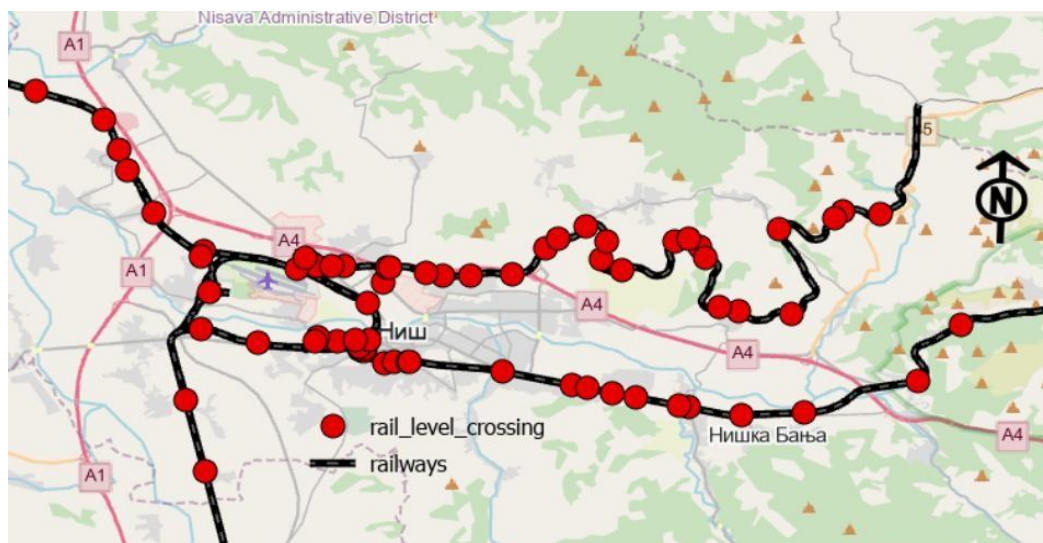 Nisava Administrative District
A1
5
N
A4
A1
A4
A4
Ниш
rail_level_crossing
Нишка Бања
A4
A1
railways